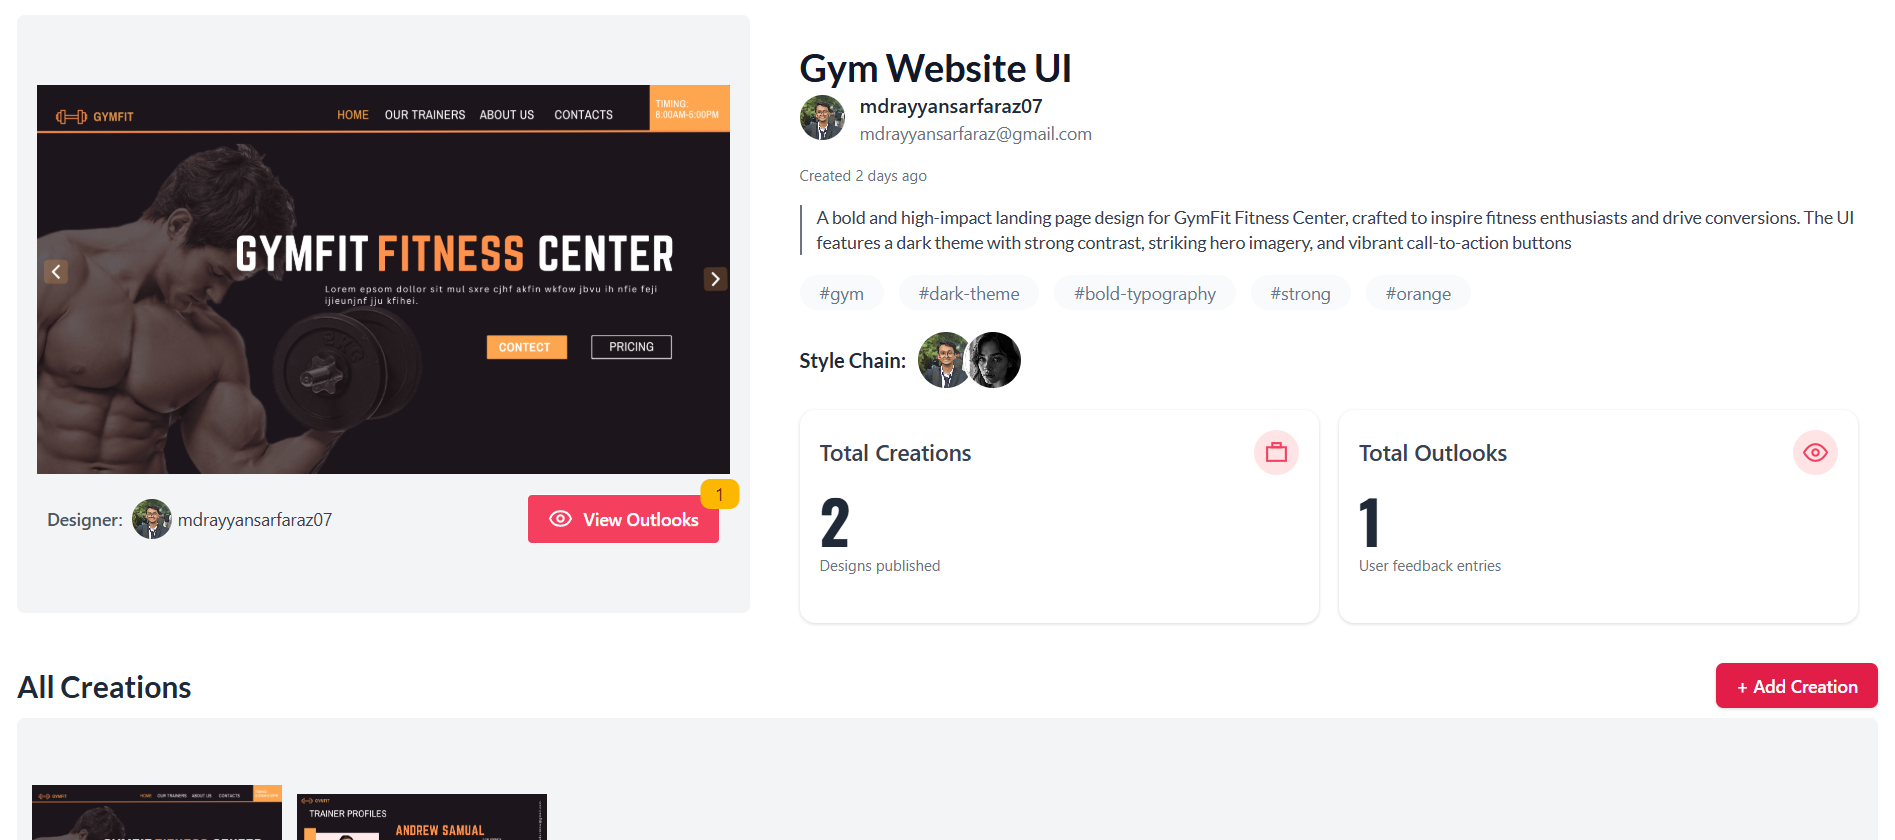 GYMFIT
HOME OUR TRAINERS ABOUT US CONTACTS
TIMING:
8:00AM-5:00PM
GYMFIT FITNESS CENTER
Lorem epsom dollor sit mul sxre cjhf akfin wkfow jbvu ih nfie feji
ijieunjnf jju kfihei.
CONTECT PRICING
Designer: mdrayyansarfaraz07
View Outlooks
1
Gym Website UI
mdrayyansarfaraz07
mdrayyansarfaraz@gmail.com
Created 2 days ago
A bold and high-impact landing page design for GymFit Fitness Center, crafted to inspire fitness enthusiasts and drive conversions. The UI
features a dark theme with strong contrast, striking hero imagery, and vibrant call-to-action buttons
#gym #dark-theme #bold-typography #strong #orange
Style Chain:
Total Creations
2
Designs published
Total Outlooks
1
User feedback entries
All Creations
+ Add Creation
GYMFIT
HOME OUR TRAINERS ABOUT US CONTACTS
GYMFIT FITNESS CENTER
GYMFIT
TRAINER PROFILES
ANDREW SAMUAL